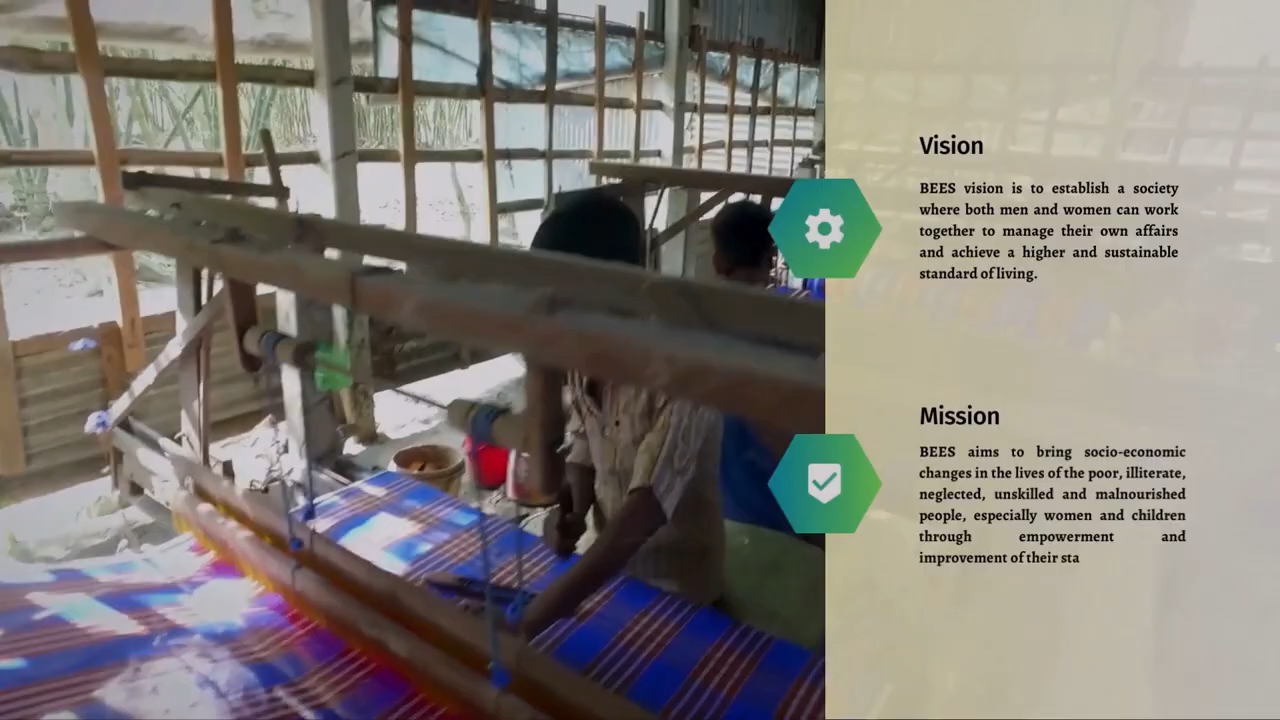 Vision
BEES vision is to establish a society
where both men and women can work
together to manage their own affairs
and achieve a higher and sustainable
standard of living.
Mission
BEES aims to bring socio-economic
changes in the lives of the poor, illiterate,
neglected, unskilled and malnourished
people, especially women and children
through empowerment and
improvement of their sta